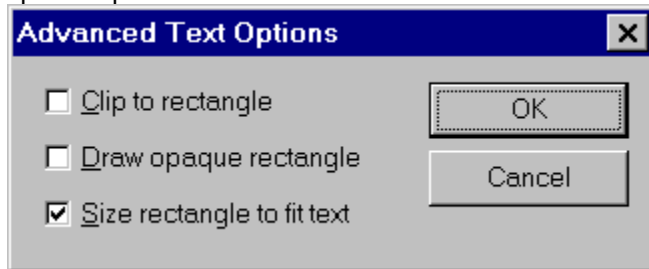 Advanced Text Options
Clip to rectangle
OK
Draw opaque rectangle
Cancel
Size rectangle to fit text